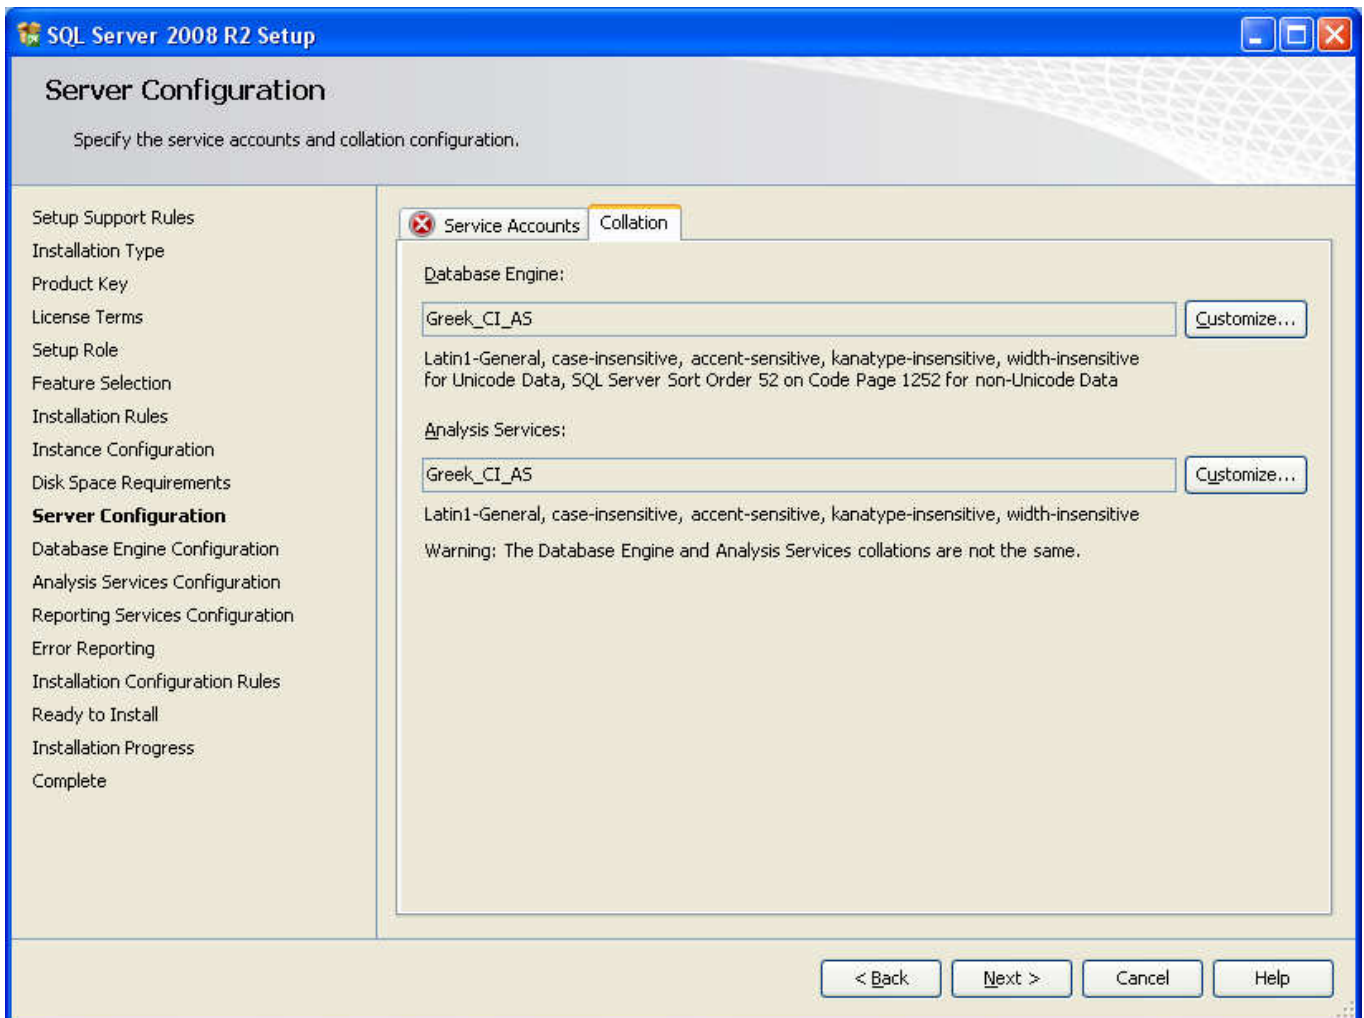 SQL Server 2008 R2 Setup
Server Configuration
Specify the service accounts and collation configuration.
Setup Support Rules
Installation Type
Product Key
License Terms
Setup Role
Feature Selection
Installation Rules
Instance Configuration
Disk Space Requirements
Server Configuration
Database Engine Configuration
Analysis Services Configuration
Reporting Services Configuration
Error Reporting
Installation Configuration Rules
Ready to Install
Installation Progress
Complete
Service Accounts
Collation
Database Engine:
Greek_CI_AS
Customize...
Latin1-General, case-insensitive, accent-sensitive, kanatype-insensitive, width-insensitive
for Unicode Data, SQL Server Sort Order 52 on Code Page 1252 for non-Unicode Data
Analysis Services:
Greek_CI_AS
Customize...
Latin1-General, case-insensitive, accent-sensitive, kanatype-insensitive, width-insensitive
Warning: The Database Engine and Analysis Services collations are not the same.
< Back
Next >
Cancel
Help